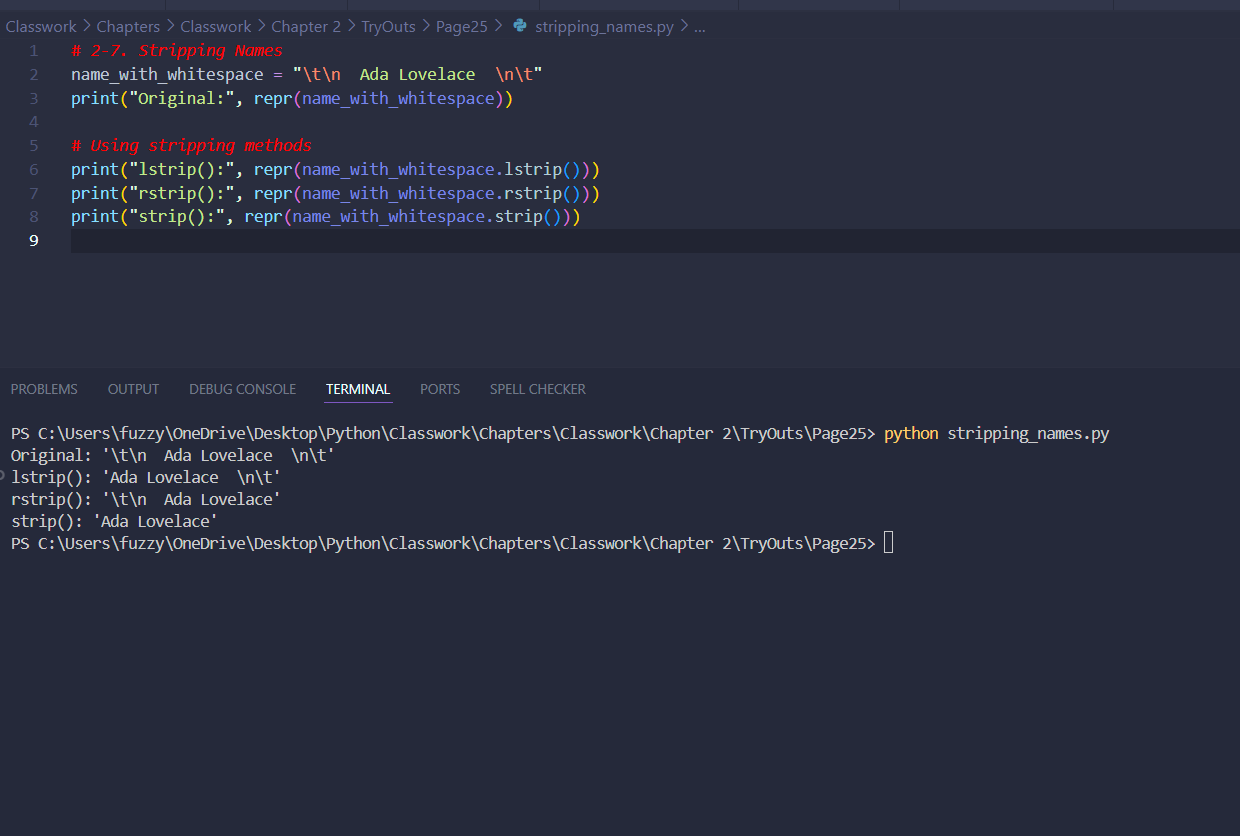 Classwork > Chapters > Classwork > Chapter 2 > TryOuts > Page25 > stripping_names.py > ...
1 # 2-7. Stripping Names
2 name_with_whitespace = "\t\n  Ada Lovelace  \n\t"
3 print("Original:", repr(name_with_whitespace))
4
5 # Using stripping methods
6 print("lstrip():", repr(name_with_whitespace.lstrip()))
7 print("rstrip():", repr(name_with_whitespace.rstrip()))
8 print("strip():", repr(name_with_whitespace.strip()))
9
PROBLEMS OUTPUT DEBUG CONSOLE TERMINAL PORTS SPELL CHECKER
PS C:\Users\fuzzy\OneDrive\Desktop\Python\Classwork\Chapters\Classwork\Chapter 2\TryOuts\Page25> python stripping_names.py
Original: '\t\n  Ada Lovelace  \n\t'
lstrip(): 'Ada Lovelace  \n\t'
rstrip(): '\t\n  Ada Lovelace'
strip(): 'Ada Lovelace'
PS C:\Users\fuzzy\OneDrive\Desktop\Python\Classwork\Chapters\Classwork\Chapter 2\TryOuts\Page25>